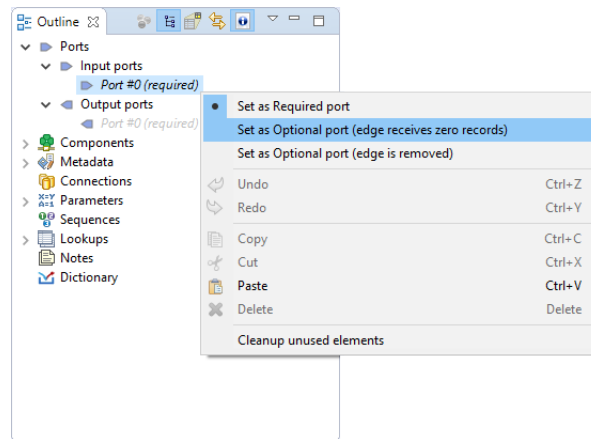 Outline
Ports
Input ports
Port #0 (required)
Output ports
Port #0 (required)
Components
Metadata
Connections
Parameters
Sequences
Lookups
Notes
Dictionary
Set as Required port
Set as Optional port (edge receives zero records)
Set as Optional port (edge is removed)
Undo Ctrl+Z
Redo Ctrl+Y
Copy Ctrl+C
Cut Ctrl+X
Paste Ctrl+V
Delete Delete
Cleanup unused elements